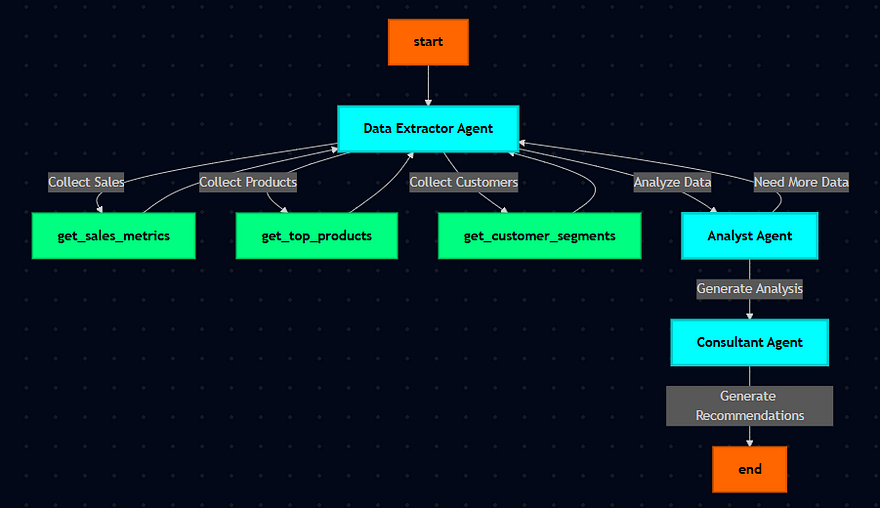 start
Data Extractor Agent
Collect Sales
Collect Products
Collect Customers
Analyze Data
Need More Data
get_sales_metrics
get_top_products
get_customer_segments
Analyst Agent
Generate Analysis
Consultant Agent
Generate
Recommendations
end